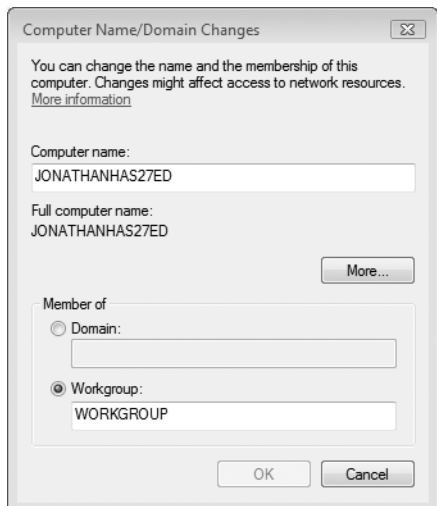 Computer Name/Domain Changes
You can change the name and the membership of this
computer. Changes might affect access to network resources.
More information
Computer name:
JONATHANHAS27ED
Full computer name:
JONATHANHAS27ED
More...
Member of
Domain:
Workgroup:
WORKGROUP
OK
Cancel